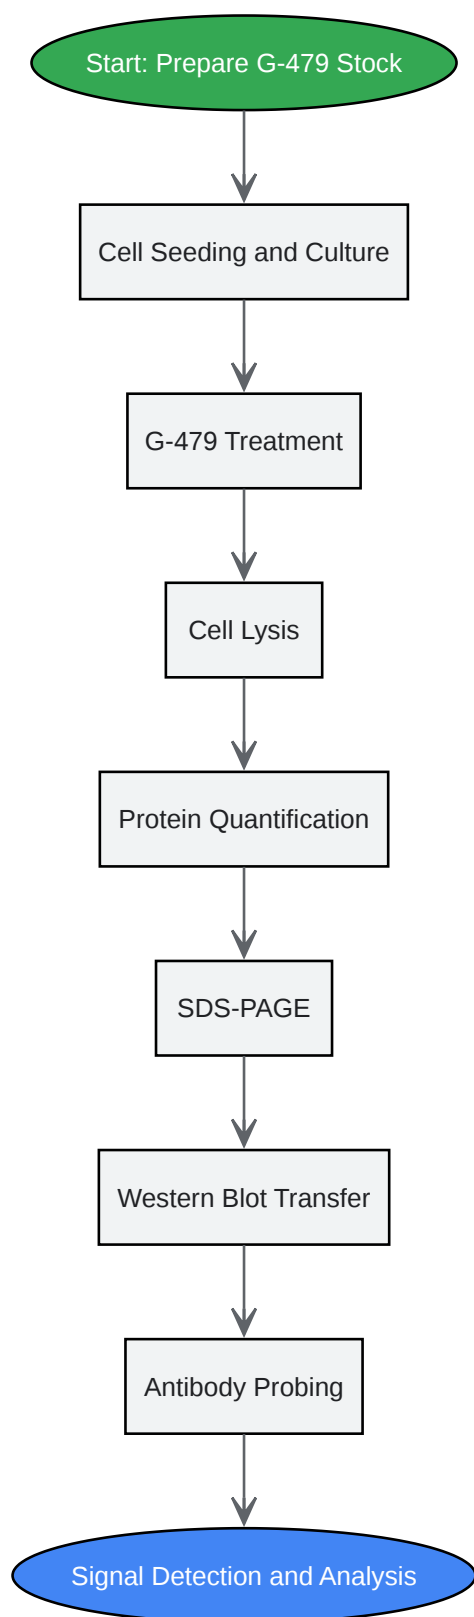 Start: Prepare G-479 Stock
Cell Seeding and Culture
G-479 Treatment
Cell Lysis
Protein Quantification
SDS-PAGE
Western Blot Transfer
Antibody Probing
Signal Detection and Analysis